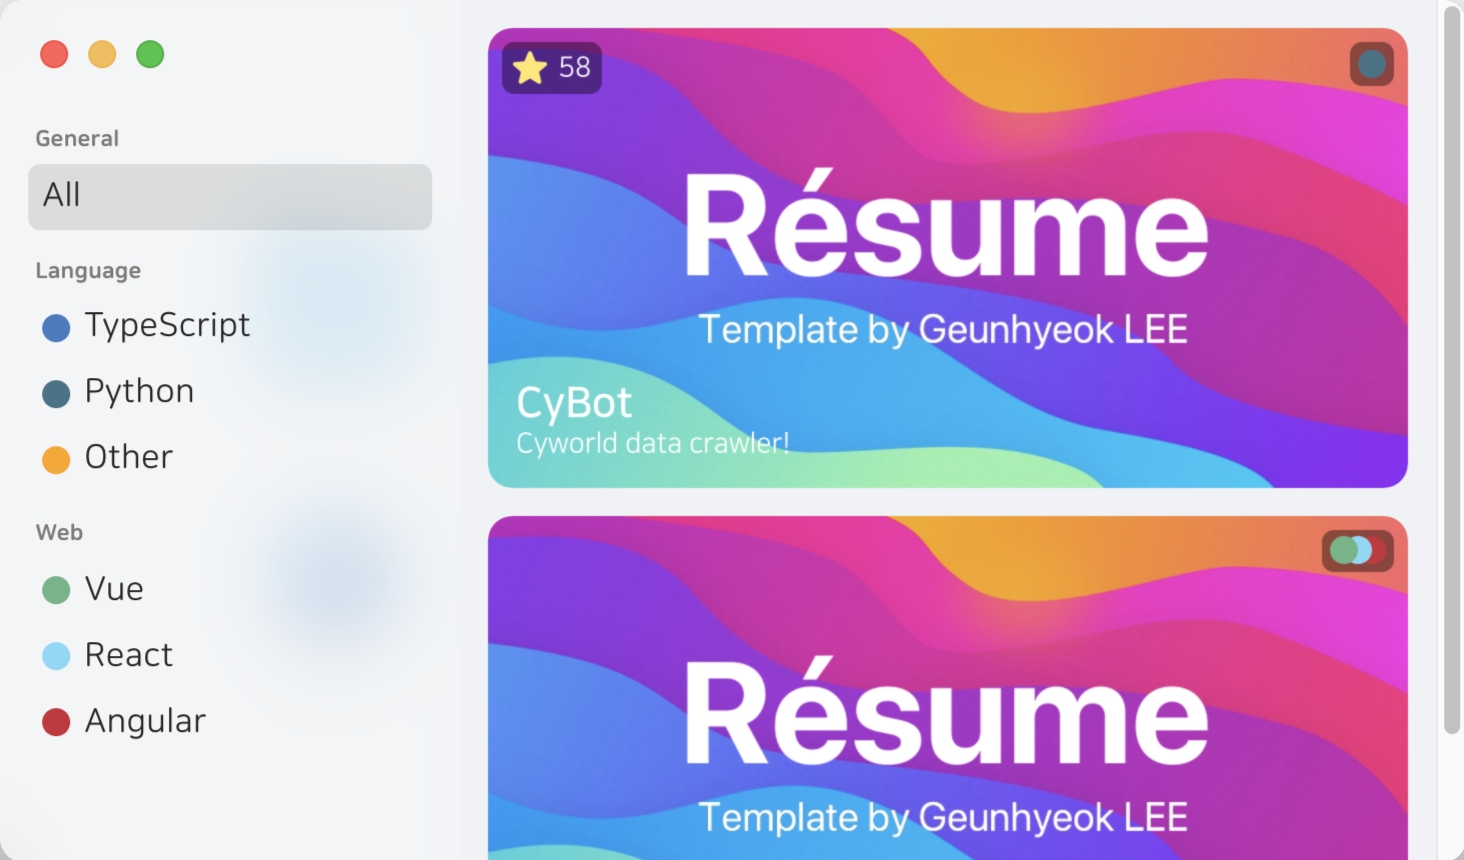 General
All
Language
TypeScript
Python
Other
Web
Vue
React
Angular
58
Résume
Template by Geunhyeok LEE
CyBot
Cyworld data crawler!
Résume
Template by Geunhyeok LEE